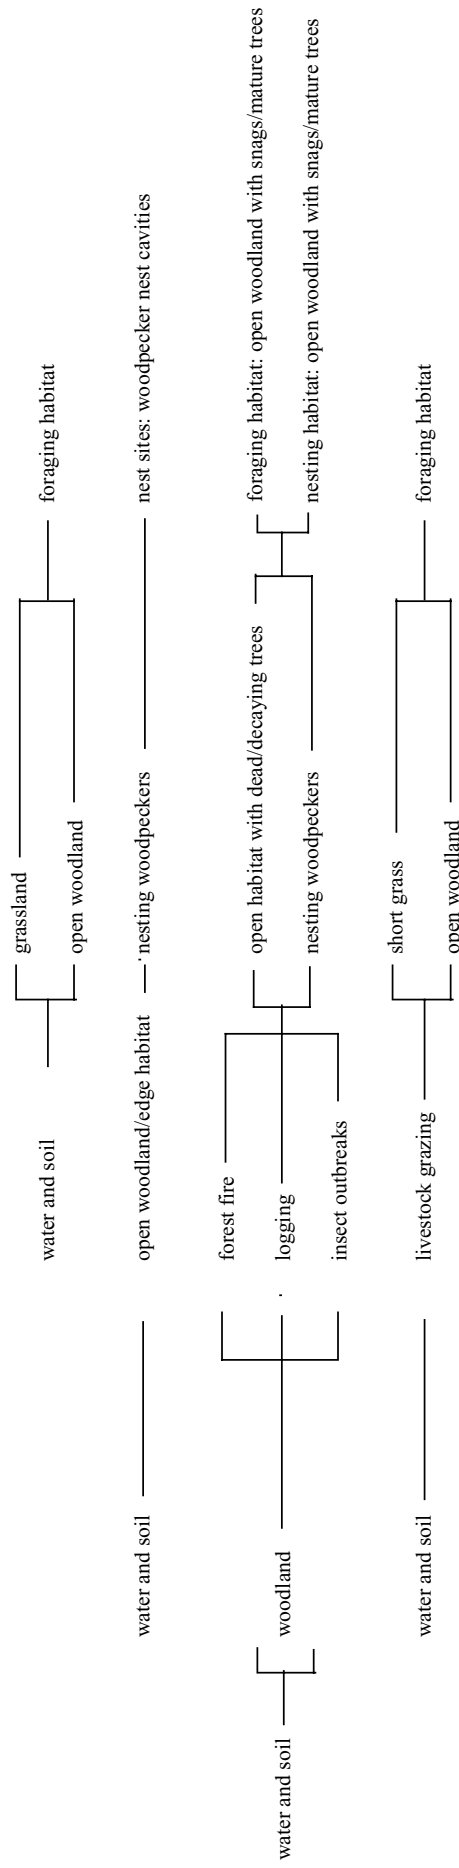 water and soil
grassland
open woodland
foraging habitat
water and soil
open woodland/edge habitat
nesting woodpeckers
nest sites: woodpecker nest cavities
water and soil
woodland
forest fire
logging
insect outbreaks
open habitat with dead/decaying trees
nesting woodpeckers
foraging habitat: open woodland with snags/mature trees
nesting habitat: open woodland with snags/mature trees
water and soil
livestock grazing
short grass
open woodland
foraging habitat